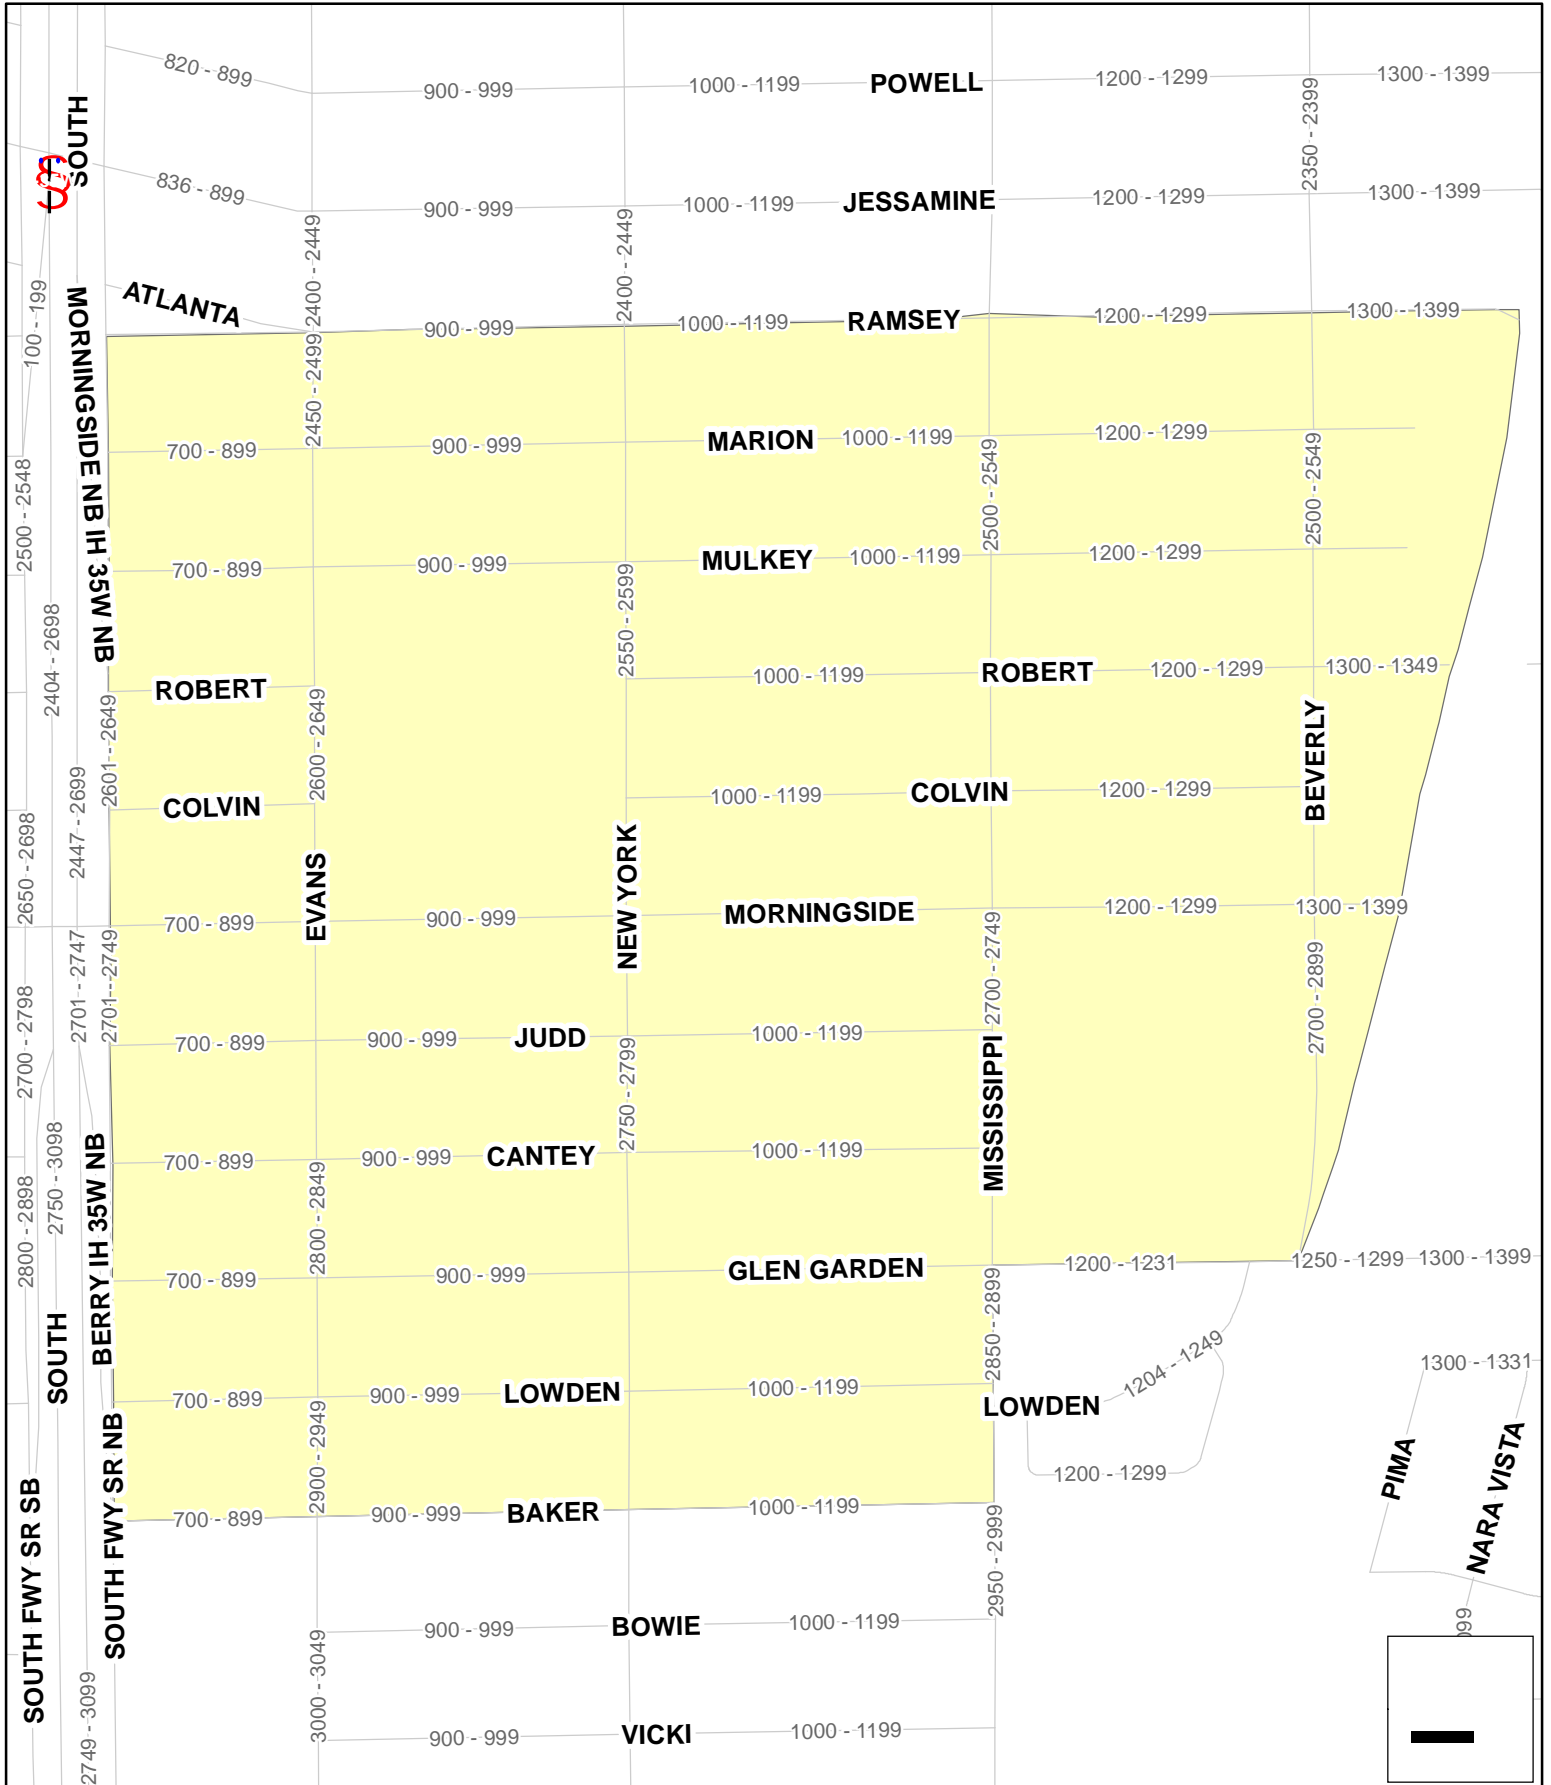 820 - 899
900 - 999
1000 - 1199
POWELL
1200 - 1299
1300 - 1399
SOUTH
2350 - 2399
836 - 899
900 - 999
1000 - 1199
JESSAMINE
1200 - 1299
1300 - 1399
2400 - 2449
2400 - 2449
100 - 199
MORNINGSIDE NB IH 35W NB
ATLANTA
900 - 999
1000 - 1199
RAMSEY
1200 - 1299
1300 - 1399
2450 - 2499
700 - 899
900 - 999
MARION
1000 - 1199
1200 - 1299
2500 - 2548
2500 - 2549
2500 - 2549
700 - 899
900 - 999
MULKEY
1000 - 1199
1200 - 1299
2550 - 2599
2404 - 2698
ROBERT
1000 - 1199
ROBERT
1200 - 1299
1300 - 1349
2601 - 2649
2600 - 2649
BEVERLY
COLVIN
1000 - 1199
COLVIN
1200 - 1299
2447 - 2699
2650 - 2698
EVANS
NEW YORK
700 - 899
900 - 999
MORNINGSIDE
1200 - 1299
1300 - 1399
2700 - 2749
2700 - 2899
2701 - 2747
2701 - 2749
2700 - 2798
700 - 899
900 - 999
JUDD
1000 - 1199
2750 - 2799
MISSISSIPPI
700 - 899
900 - 999
CANTEY
1000 - 1199
2750 - 3098
2800 - 2898
BERRY IH 35W NB
2800 - 2849
700 - 899
900 - 999
GLEN GARDEN
1200 - 1231
1250 - 1299
1300 - 1399
2850 - 2899
SOUTH
1204 - 1249
1300 - 1331
700 - 899
900 - 999
LOWDEN
1000 - 1199
LOWDEN
2900 - 2949
1200 - 1299
PIMA
NARA VISTA
SOUTH FWY SR NB
SOUTH FWY SR SB
700 - 899
900 - 999
BAKER
1000 - 1199
2950 - 2999
900 - 999
BOWIE
1000 - 1199
3000 - 3049
2749 - 3099
900 - 999
VICKI
1000 - 1199